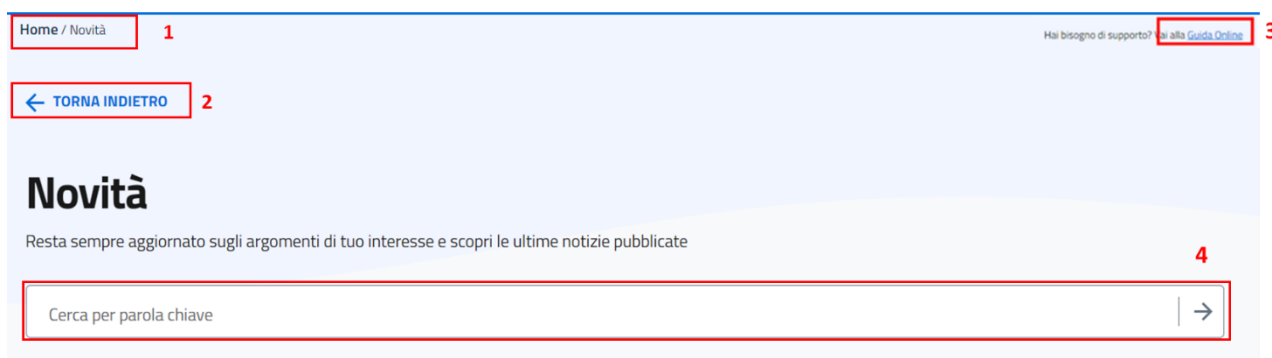 Home / Novità 1
Hai bisogno di supporto? Vai alla Guida Online 3
← TORNA INDIETRO 2
Novità
Resta sempre aggiornato sugli argomenti di tuo interesse e scopri le ultime notizie pubblicate
4
Cerca per parola chiave